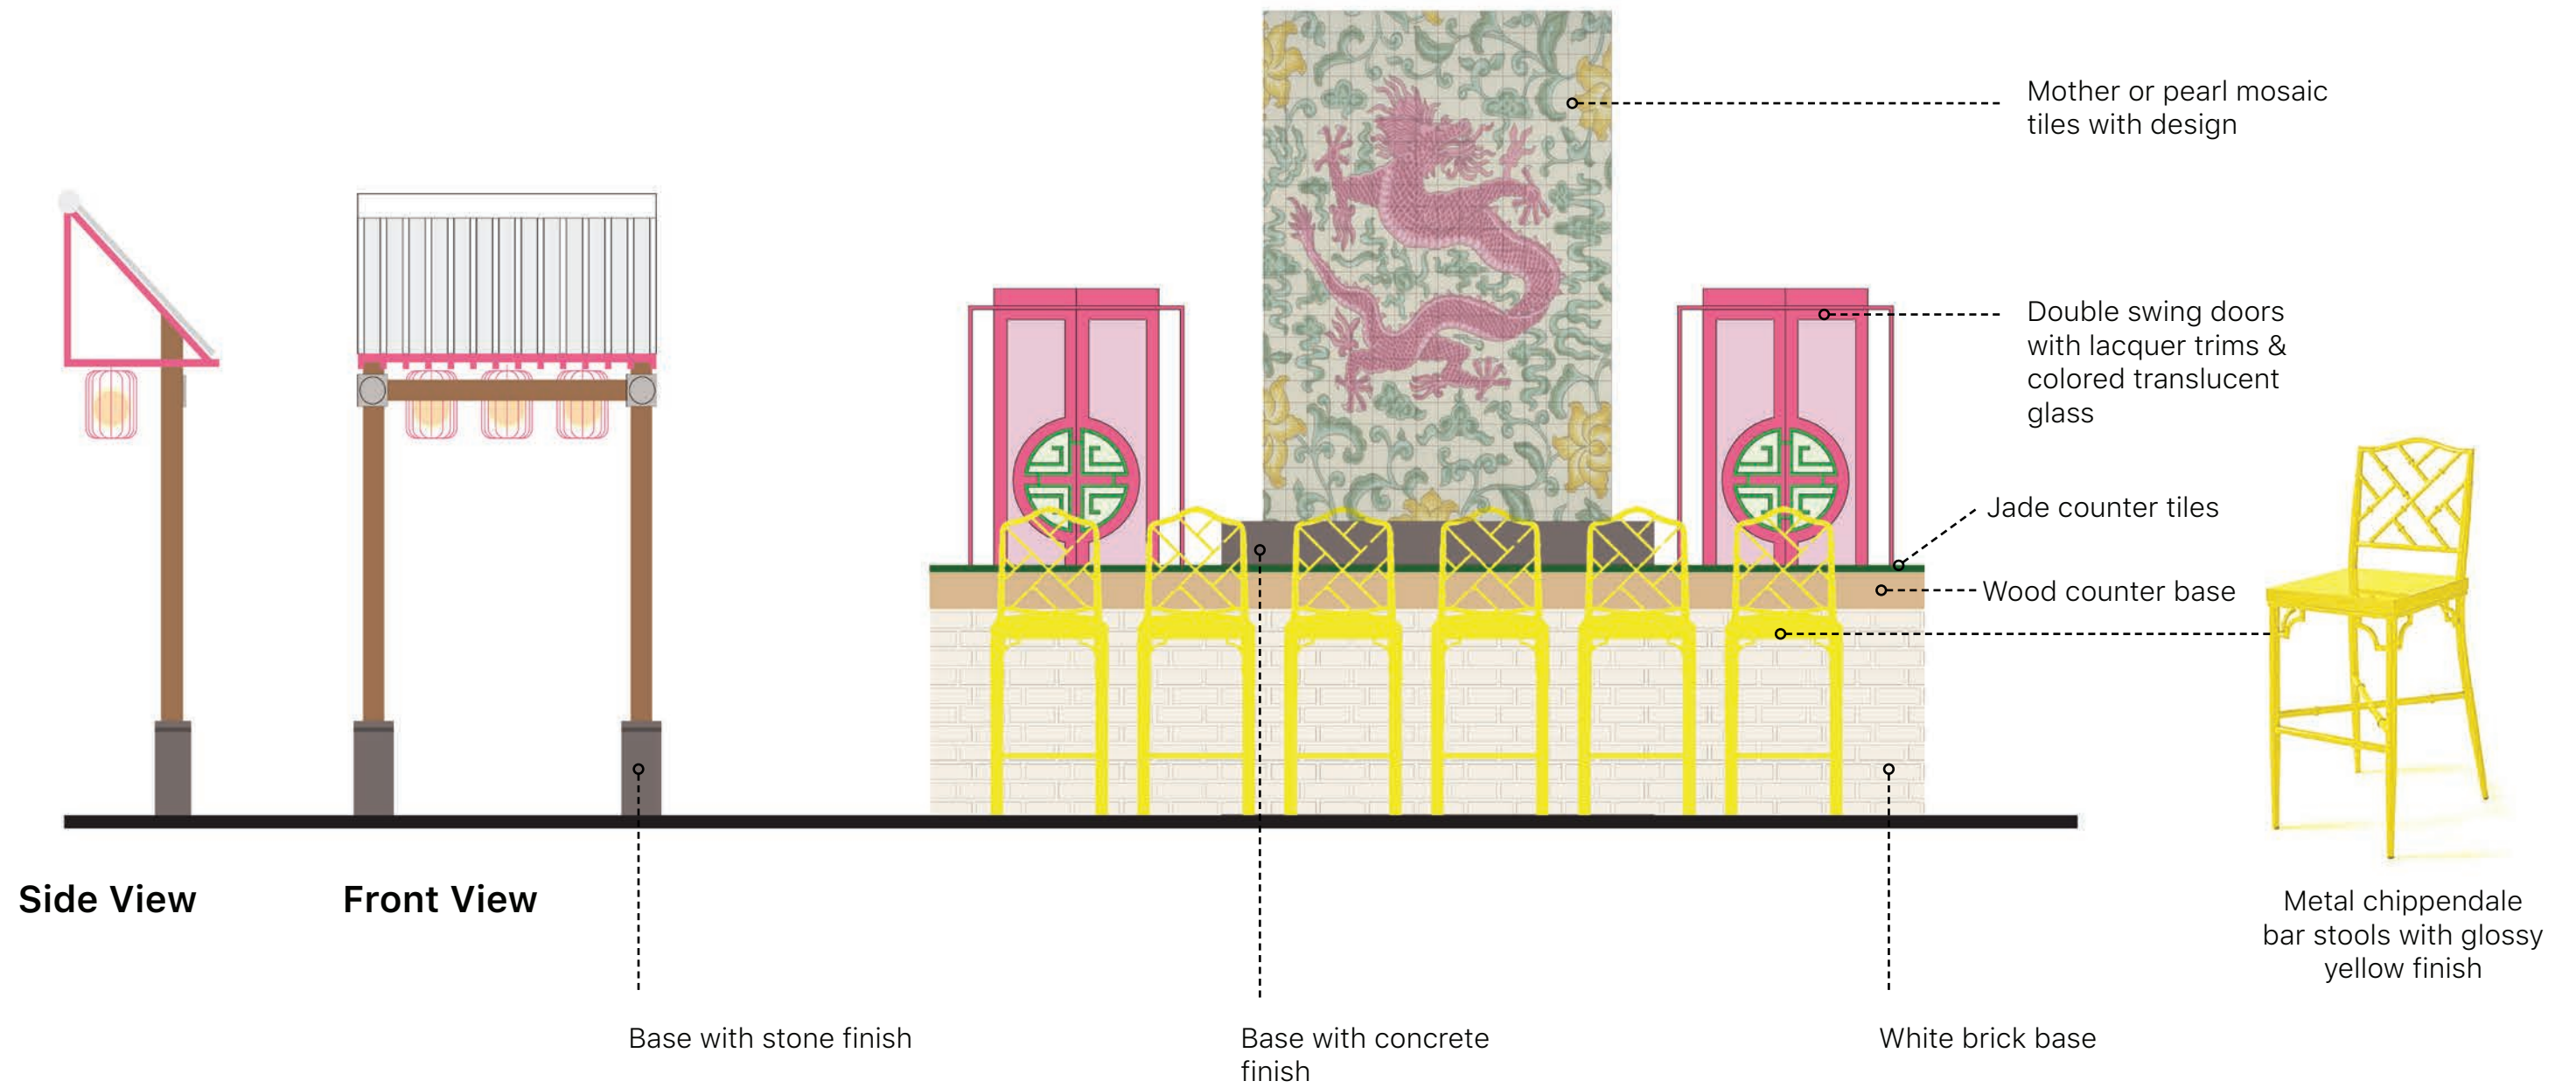 Mother or pearl mosaic
tiles with design
Double swing doors
with lacquer trims &
colored translucent
glass
Jade counter tiles
Wood counter base
Side View
Front View
Metal chippendale
bar stools with glossy
yellow finish
Base with stone finish
Base with concrete
finish
White brick base